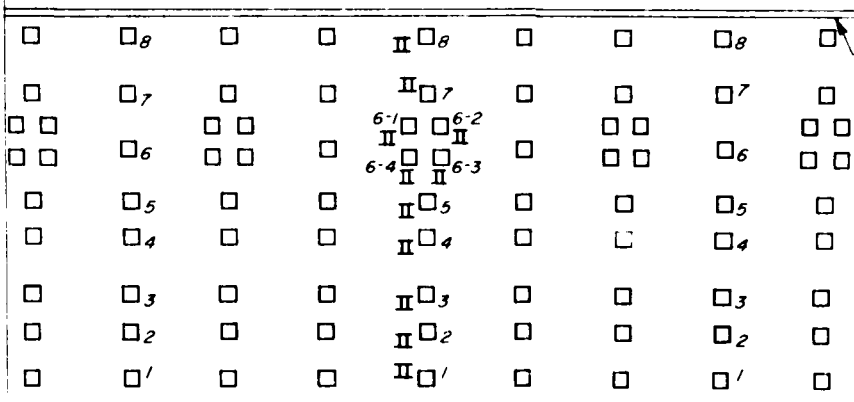 8 II 8 8
7 II 7 7
6-1 6-2
II II
6 6
6-4 6-3
II II
5 II 5 5
4 II 4 4
3 II 3 3
2 II 2 2
1 II 1 1